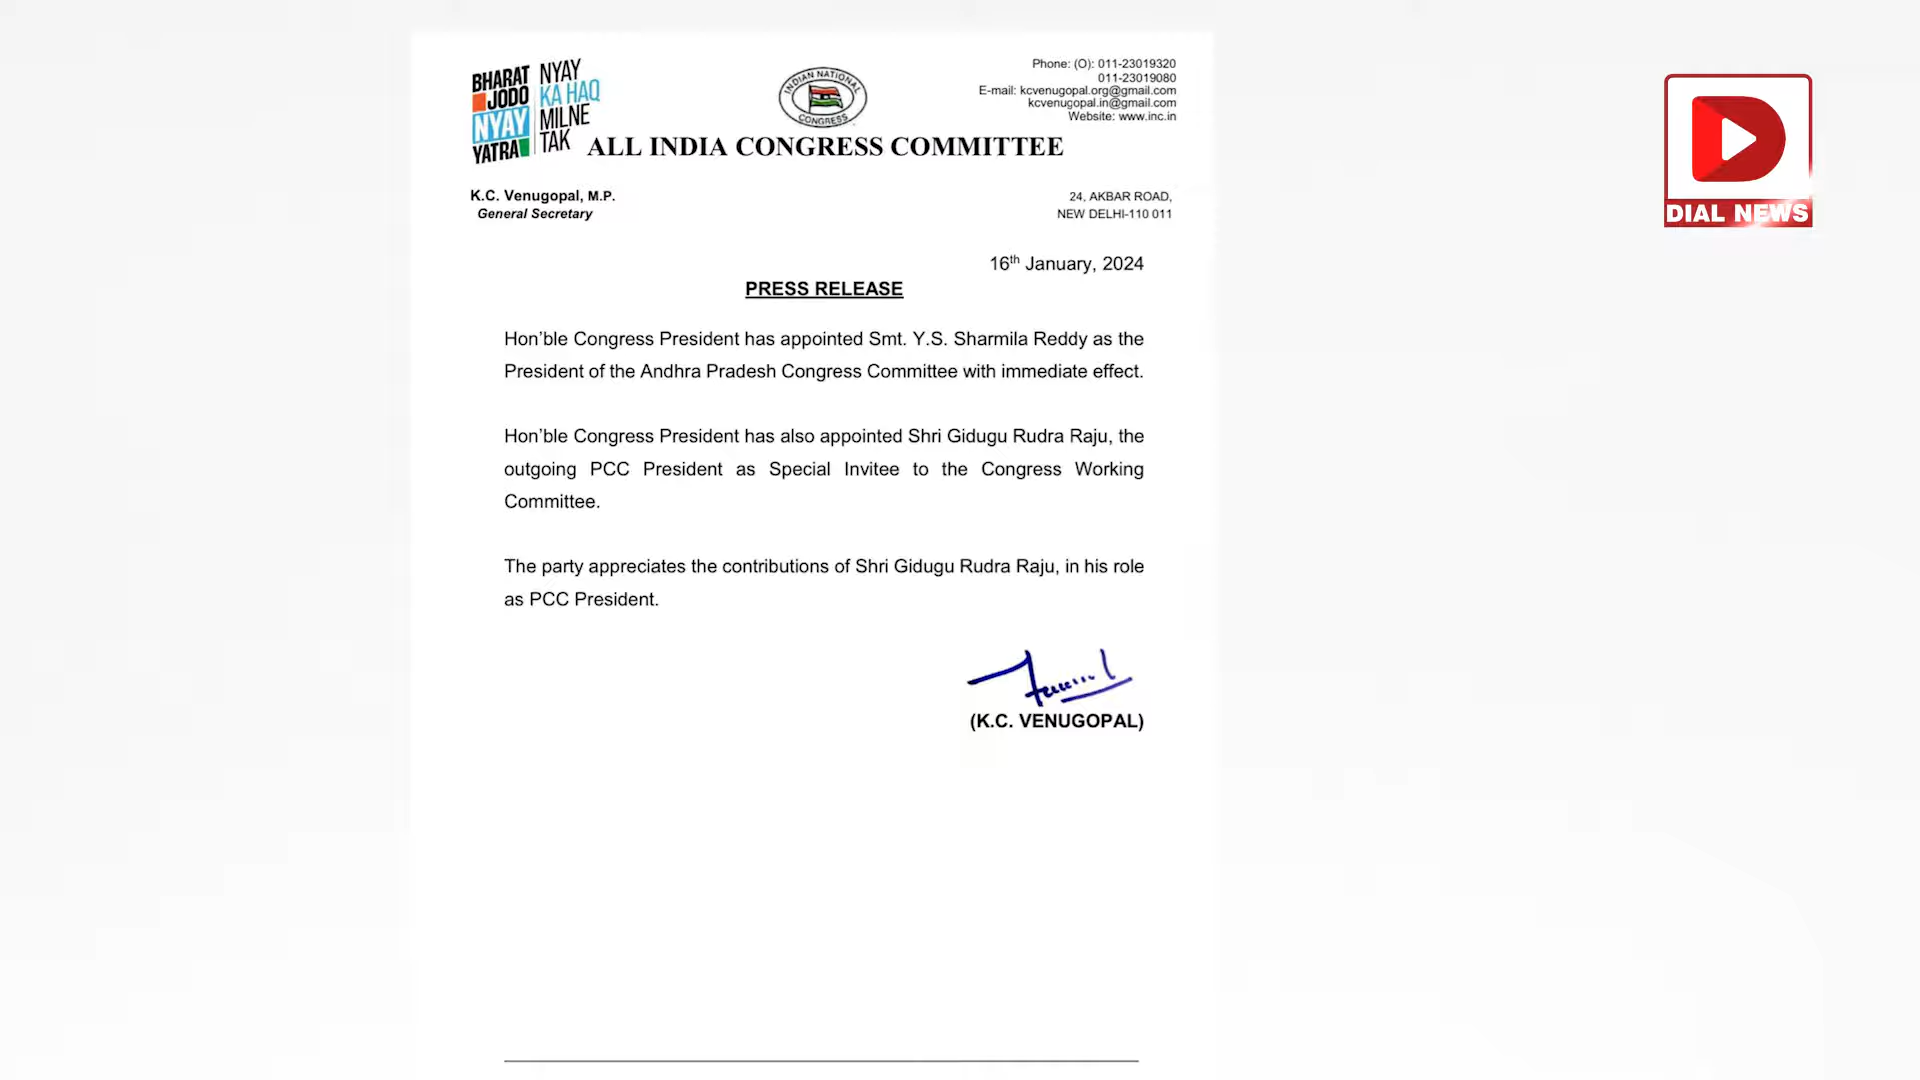 BHARAT
JODO
NYAY
YATRA
NYAY
KA HAQ
MILNE
TAK
INDIAN NATIONAL
CONGRESS
Phone: (O): 011-23019320
011-23019080
E-mail: kcvenugopal.org@gmail.com
kcvenugopal.in@gmail.com
Website: www.inc.in
ALL INDIA CONGRESS COMMITTEE
K.C. Venugopal, M.P.
General Secretary
24, AKBAR ROAD,
NEW DELHI-110 011
DIAL NEWS
16th January, 2024
PRESS RELEASE
Hon’ble Congress President has appointed Smt. Y.S. Sharmila Reddy as the
President of the Andhra Pradesh Congress Committee with immediate effect.
Hon’ble Congress President has also appointed Shri Gidugu Rudra Raju, the
outgoing PCC President as Special Invitee to the Congress Working
Committee.
The party appreciates the contributions of Shri Gidugu Rudra Raju, in his role
as PCC President.
(K.C. VENUGOPAL)